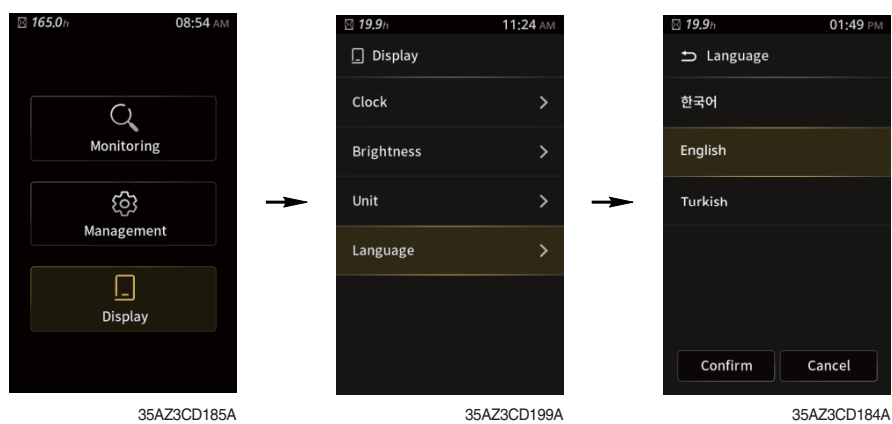 165.0h 08:54 AM
Monitoring
Management
Display
35AZ3CD185A
19.9h 11:24 AM
Display
Clock
Brightness
Unit
Language
35AZ3CD199A
19.9h 01:49 PM
Language
한국어
English
Turkish
Confirm Cancel
35AZ3CD184A